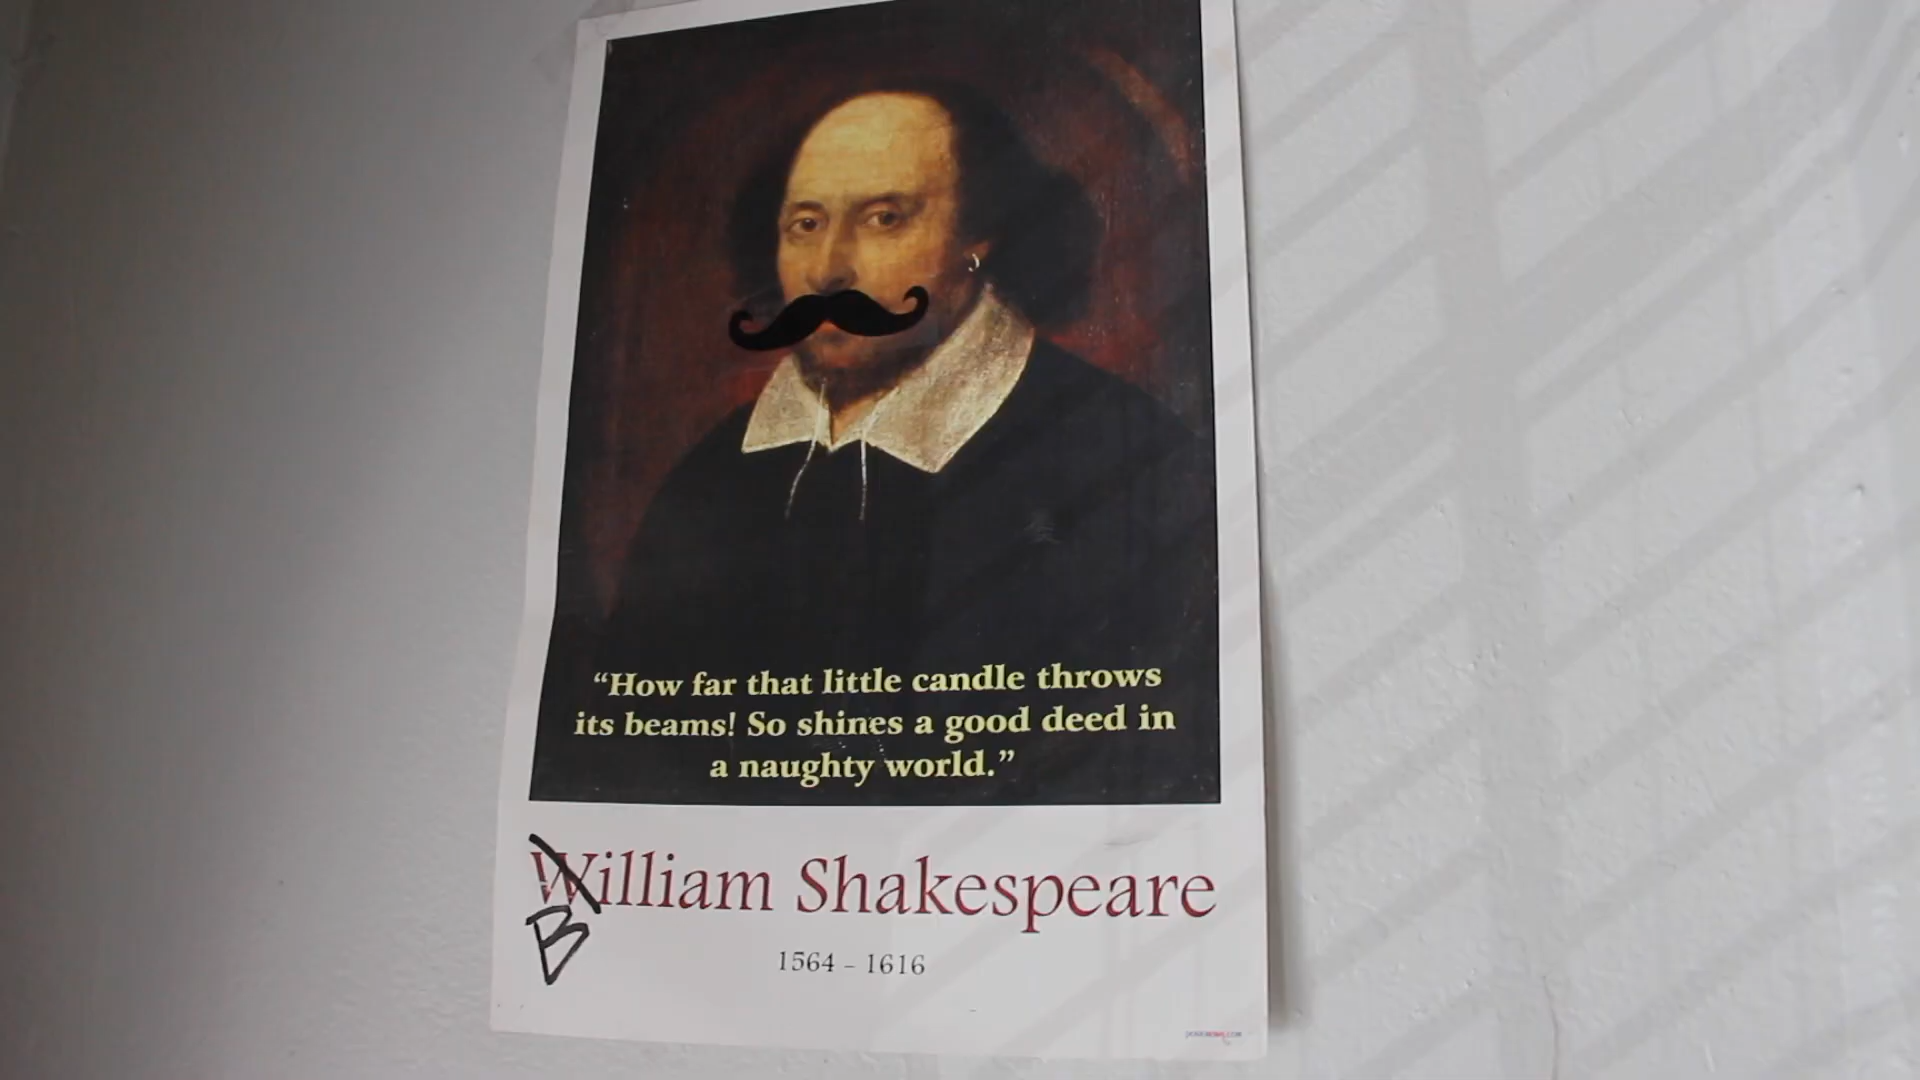 “How far that little candle throws
its beams! So shines a good deed in
a naughty world.”
William Shakespeare
B
1564 - 1616